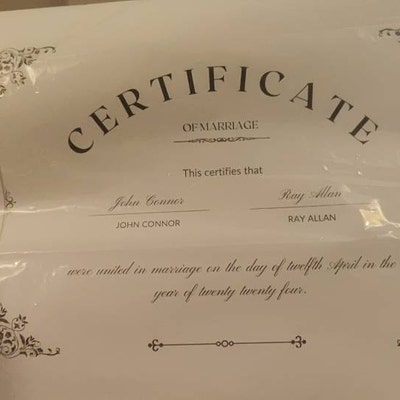 CERTIFICATE
OF MARRIAGE
This certifies that
John Connor Ray Allan
JOHN CONNOR RAY ALLAN
were united in marriage on the day of twelfth April in the
year of twenty twenty four.